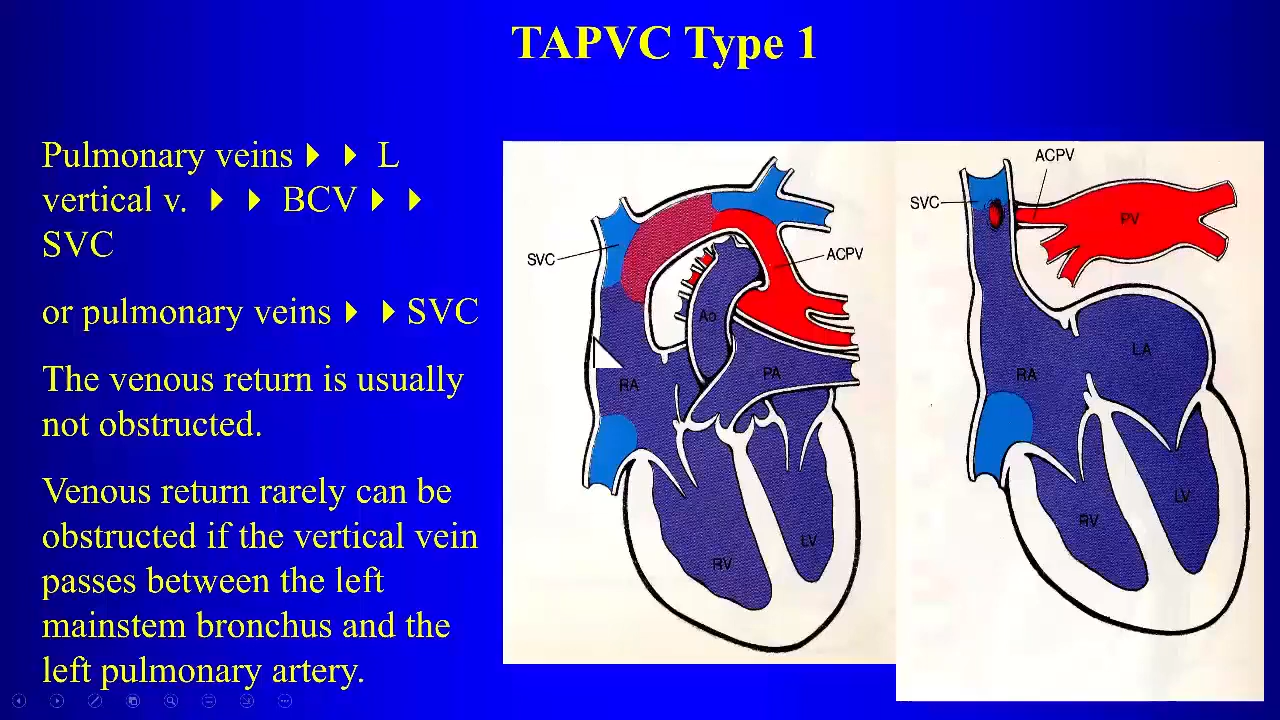 TAPVC Type 1
Pulmonary veins L
vertical v. BCV
SVC
or pulmonary veins SVC
The venous return is usually
not obstructed.
Venous return rarely can be
obstructed if the vertical vein
passes between the left
mainstem bronchus and the
left pulmonary artery.
SVC
ACPV
Ao
RA
PA
RV
LV
ACPV
SVC
PV
LA
RA
LV
RV